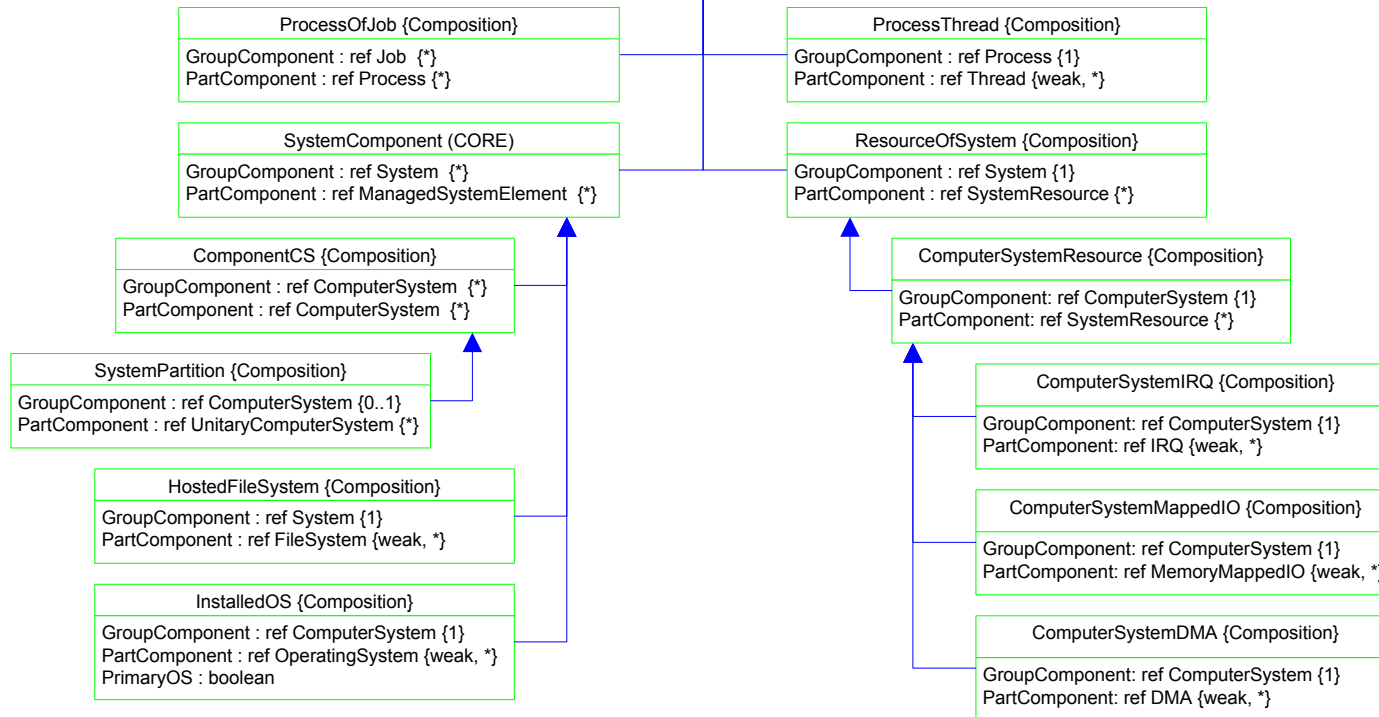 ProcessOfJob {Composition}
GroupComponent : ref Job {*}
PartComponent : ref Process {*}
ProcessThread {Composition}
GroupComponent : ref Process {1}
PartComponent : ref Thread {weak, *}
SystemComponent (CORE)
GroupComponent : ref System {*}
PartComponent : ref ManagedSystemElement {*}
ResourceOfSystem {Composition}
GroupComponent : ref System {1}
PartComponent : ref SystemResource {*}
ComponentCS {Composition}
GroupComponent : ref ComputerSystem {*}
PartComponent : ref ComputerSystem {*}
ComputerSystemResource {Composition}
GroupComponent: ref ComputerSystem {1}
PartComponent: ref SystemResource {*}
SystemPartition {Composition}
GroupComponent : ref ComputerSystem {0..1}
PartComponent : ref UnitaryComputerSystem {*}
ComputerSystemIRQ {Composition}
GroupComponent: ref ComputerSystem {1}
PartComponent: ref IRQ {weak, *}
HostedFileSystem {Composition}
GroupComponent : ref System {1}
PartComponent : ref FileSystem {weak, *}
ComputerSystemMappedIO {Composition}
GroupComponent: ref ComputerSystem {1}
PartComponent: ref MemoryMappedIO {weak, *}
InstalledOS {Composition}
GroupComponent : ref ComputerSystem {1}
PartComponent : ref OperatingSystem {weak, *}
PrimaryOS : boolean
ComputerSystemDMA {Composition}
GroupComponent: ref ComputerSystem {1}
PartComponent: ref DMA {weak, *}